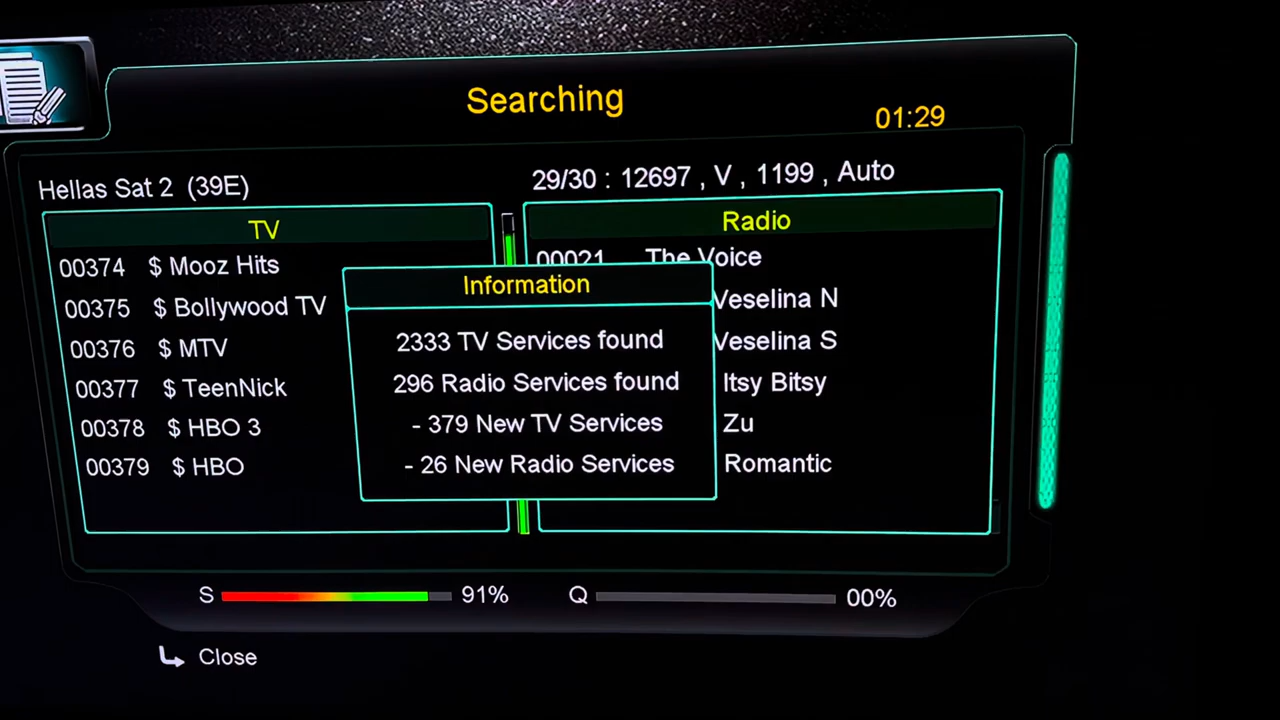 Searching
01:29
Hellas Sat 2 (39E)
29/30 : 12697 , V , 1199 , Auto
TV
00374 $ Mooz Hits
00375 $ Bollywood TV
00376 $ MTV
00377 $ TeenNick
00378 $ HBO 3
00379 $ HBO
Radio
00021 The Voice
Veselina N
Veselina S
Itsy Bitsy
Zu
Romantic
Information
2333 TV Services found
296 Radio Services found
- 379 New TV Services
- 26 New Radio Services
S 91%
Q 00%
Close